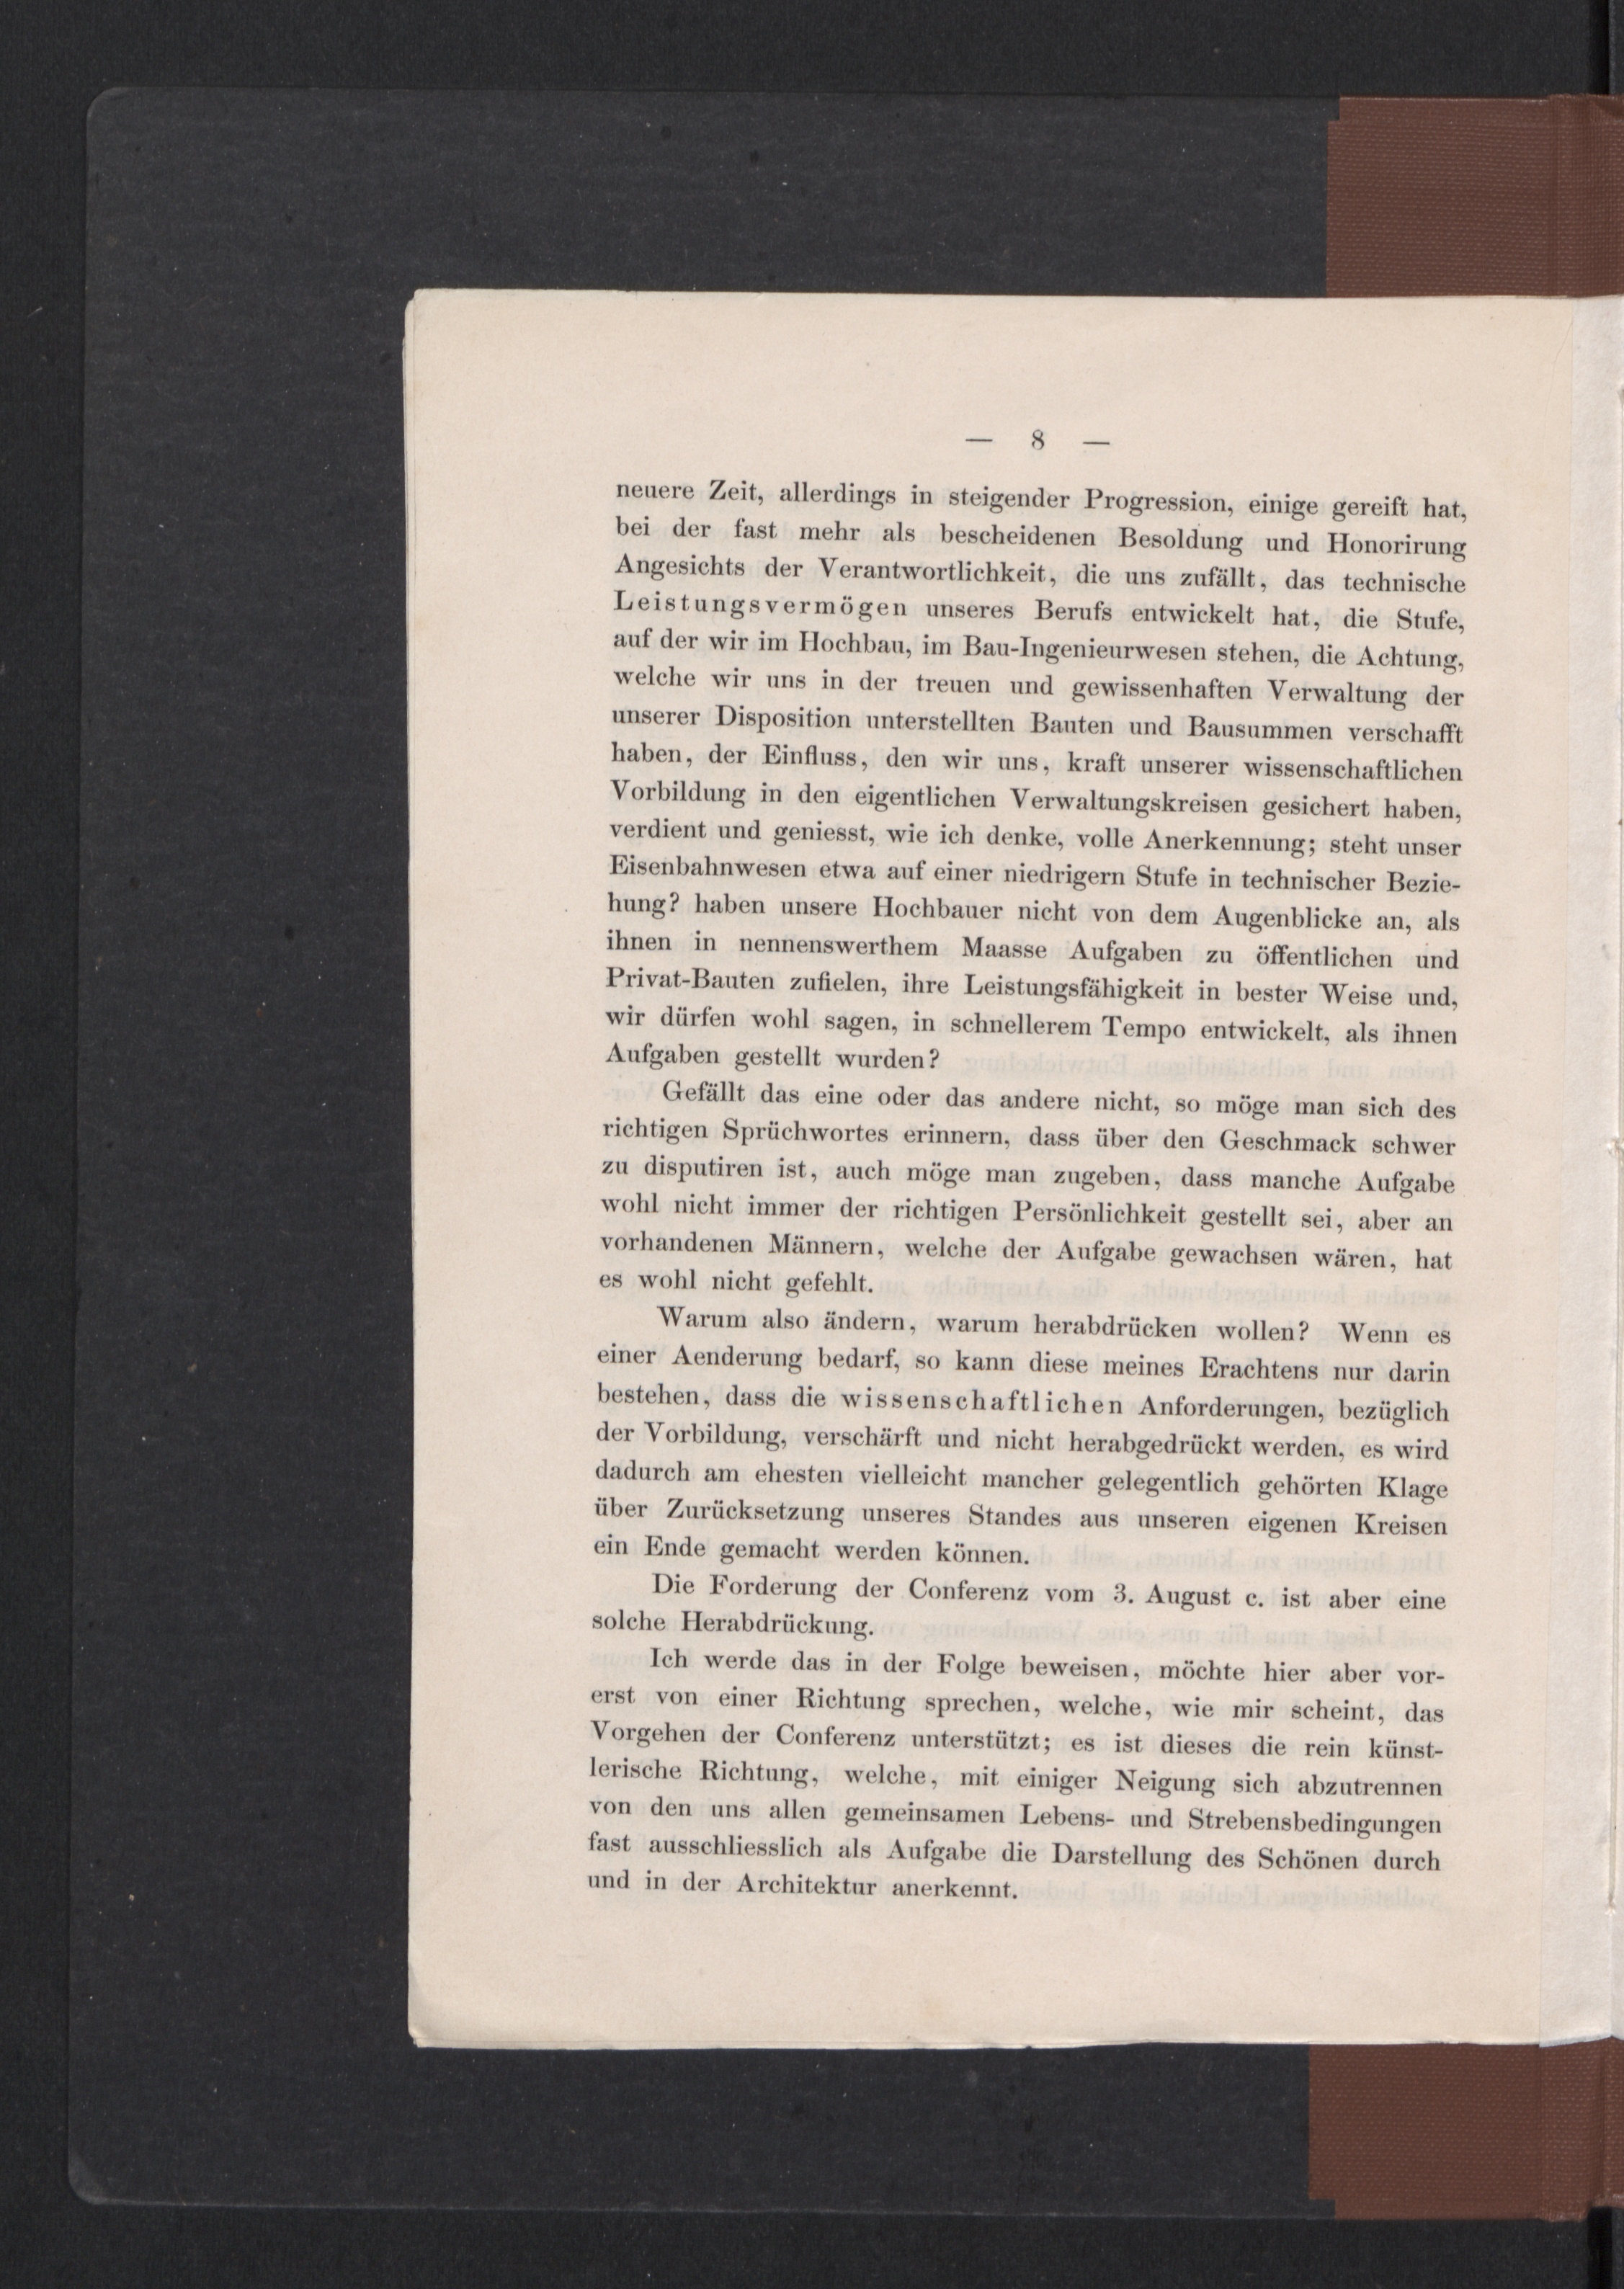 — 8 —
neuere Zeit, allerdings in steigender Progression, einige gereift hat,
bei der fast mehr als bescheidenen Besoldung und Honorirung
Angesichts der Verantwortlichkeit, die uns zufällt, das technische
Leistungsvermögen unseres Berufs entwickelt hat, die Stufe,
auf der wir im Hochbau, im Bau-Ingenieurwesen stehen, die Achtung,
welche wir uns in der treuen und gewissenhaften Verwaltung der
unserer Disposition unterstellten Bauten und Bausummen verschafft
haben, der Einfluss, den wir uns, kraft unserer wissenschaftlichen
Vorbildung in den eigentlichen Verwaltungskreisen gesichert haben,
verdient und geniesst, wie ich denke, volle Anerkennung; steht unser
Eisenbahnwesen etwa auf einer niedrigern Stufe in technischer Bezie-
hung? haben unsere Hochbauer nicht von dem Augenblicke an, als
ihnen in nennenswerthem Maasse Aufgaben zu öffentlichen und
Privat-Bauten zufielen, ihre Leistungsfähigkeit in bester Weise und,
wir dürfen wohl sagen, in schnellerem Tempo entwickelt, als ihnen
Aufgaben gestellt wurden?
Gefällt das eine oder das andere nicht, so möge man sich des
richtigen Sprüchwortes erinnern, dass über den Geschmack schwer
zu disputiren ist, auch möge man zugeben, dass manche Aufgabe
wohl nicht immer der richtigen Persönlichkeit gestellt sei, aber an
vorhandenen Männern, welche der Aufgabe gewachsen wären, hat
es wohl nicht gefehlt.
Warum also ändern, warum herabdrücken wollen? Wenn es
einer Aenderung bedarf, so kann diese meines Erachtens nur darin
bestehen, dass die wissenschaftlichen Anforderungen, bezüglich
der Vorbildung, verschärft und nicht herabgedrückt werden, es wird
dadurch am ehesten vielleicht mancher gelegentlich gehörten Klage
über Zurücksetzung unseres Standes aus unseren eigenen Kreisen
ein Ende gemacht werden können.
Die Forderung der Conferenz vom 3. August c. ist aber eine
solche Herabdrückung.
Ich werde das in der Folge beweisen, möchte hier aber vor-
erst von einer Richtung sprechen, welche, wie mir scheint, das
Vorgehen der Conferenz unterstützt; es ist dieses die rein künst-
lerische Richtung, welche, mit einiger Neigung sich abzutrennen
von den uns allen gemeinsamen Lebens- und Strebensbedingungen
fast ausschliesslich als Aufgabe die Darstellung des Schönen durch
und in der Architektur anerkennt.